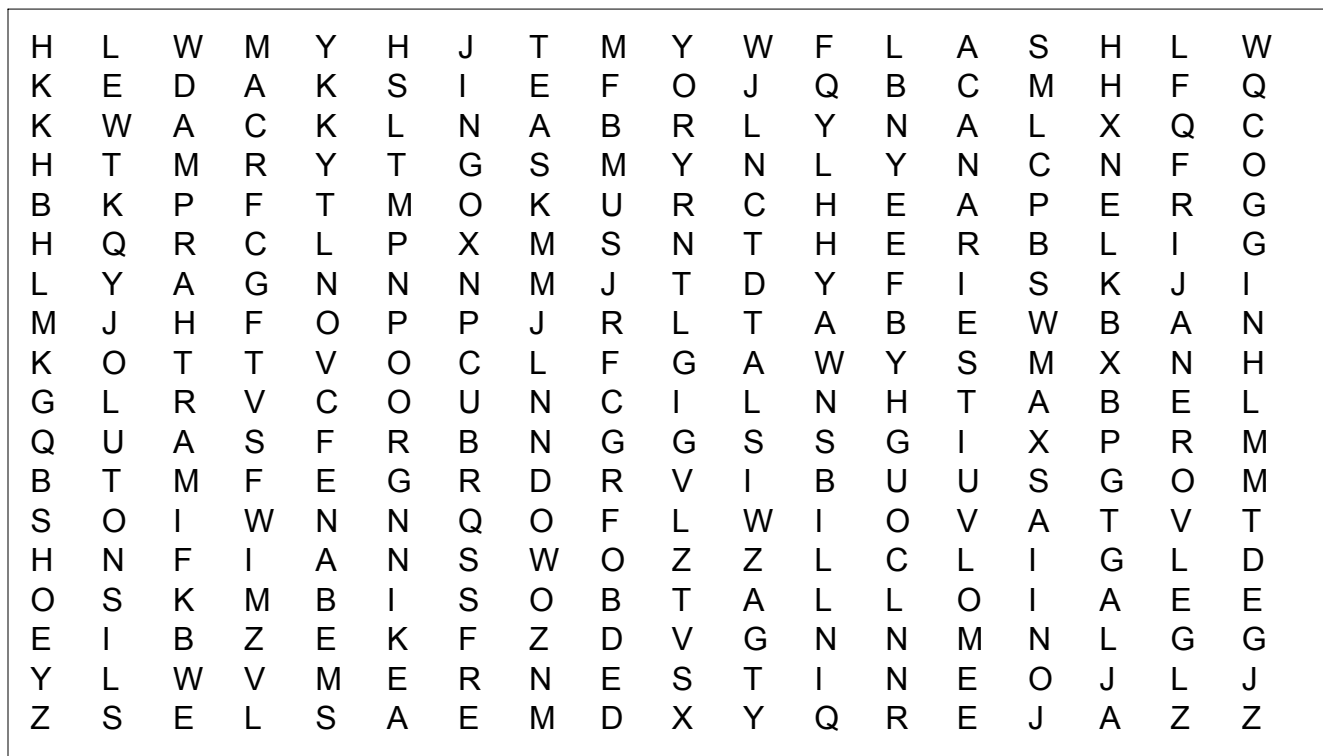 H L W M Y H J T M Y W F L A S H L W
K E D A K S I E F O J Q B C M H F Q
K W A C K L N A B R L Y N A L X Q C
H T M R Y T G S M Y N L Y N C N F O
B K P F T M O K U R C H E A P E R G
H Q R C L P X M S N T H E R B L I G
L Y A G N N N M J T D Y F I S K J I
M J H F O P P J R L T A B E W B A N
K O T T V O C L F G A W Y S M X N H
G L R V C O U N C I L N H T A B E L
Q U A S F R B N G G S S G I X P R M
B T M F E G R D R V I B U U S G O M
S O I W N N Q O F L W I O V A T V T
H N F I A N S W O Z Z L C L I G L D
O S K M B I S O B T A L L O I A E E
E I B Z E K F Z D V G N N M N L G G
Y L W V M E R N E S T I N E O J L J
Z S E L S A E M D X Y Q R E J A Z Z